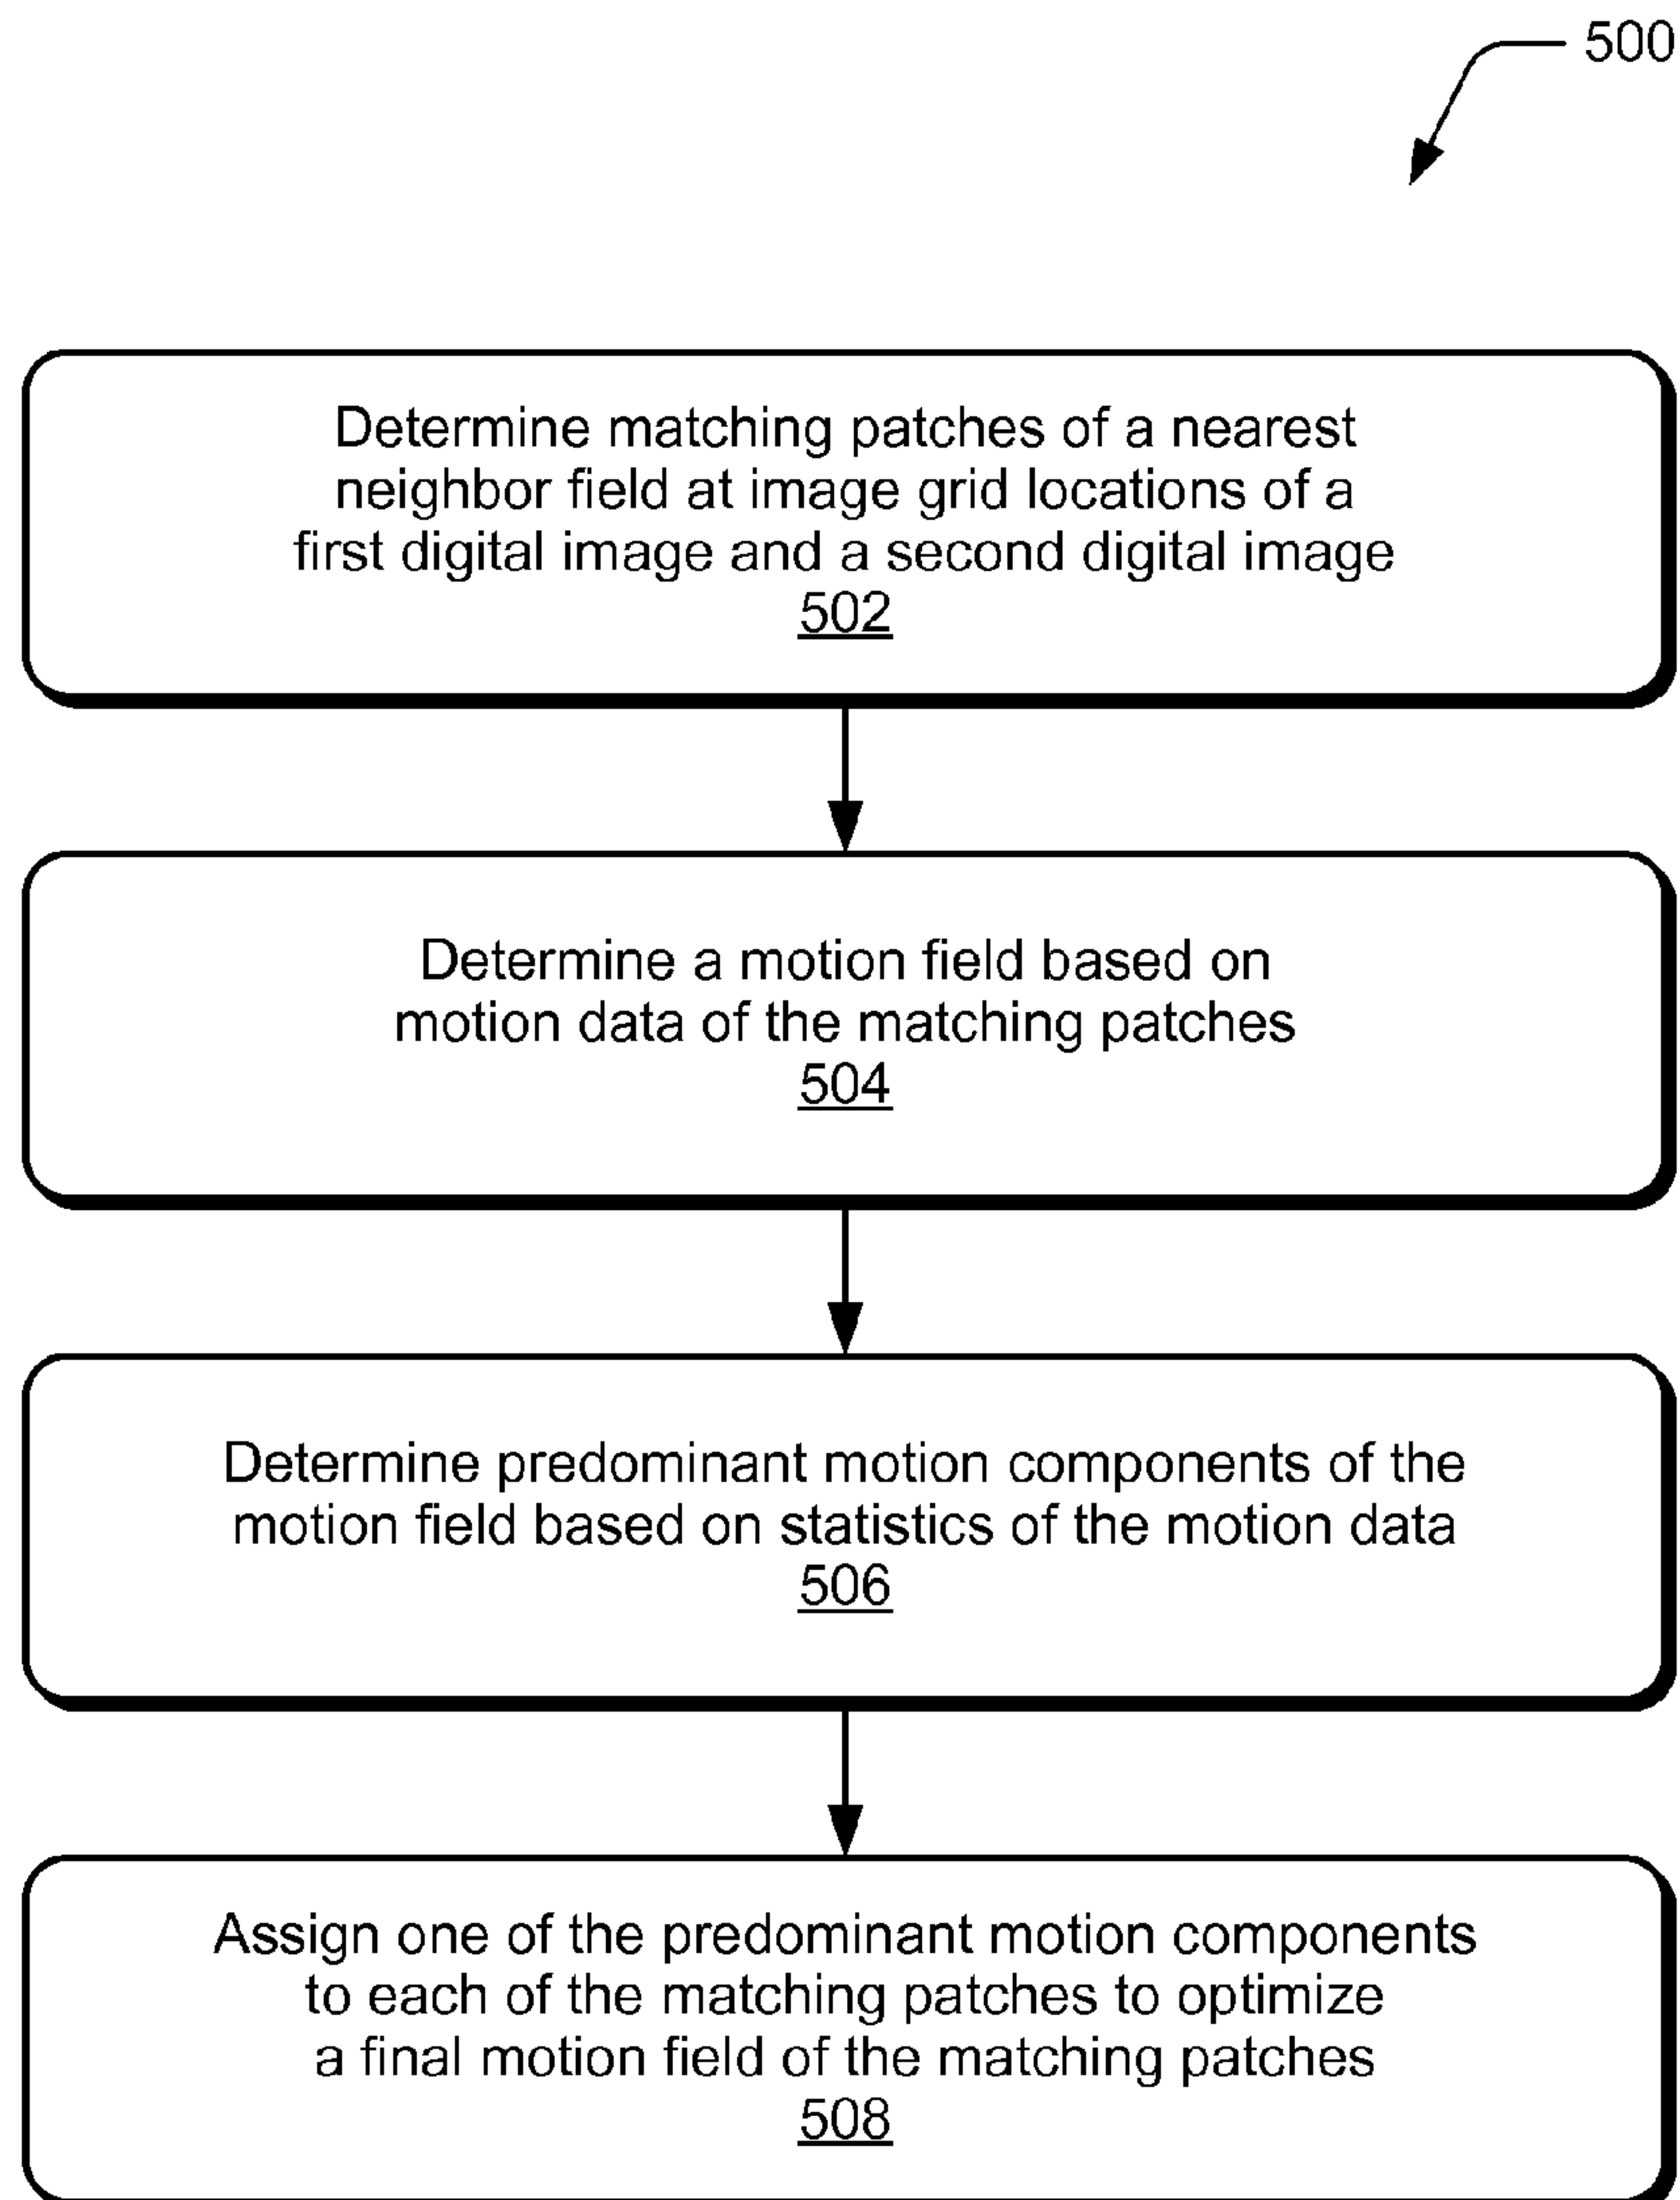 500
Determine matching patches of a nearest
neighbor field at image grid locations of a
first digital image and a second digital image
502
Determine a motion field based on
motion data of the matching patches
504
Determine predominant motion components of the
motion field based on statistics of the motion data
506
Assign one of the predominant motion components
to each of the matching patches to optimize
a final motion field of the matching patches
508